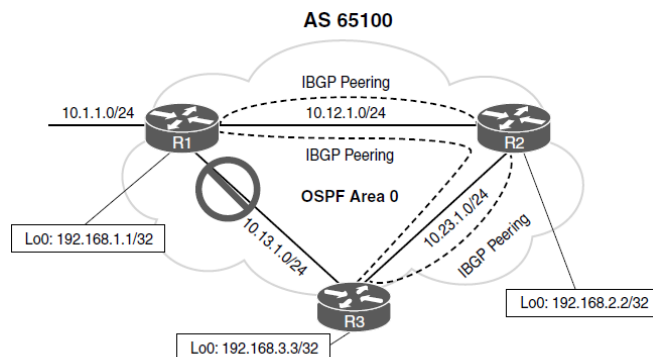 AS 65100
IBGP Peering
10.1.1.0/24
10.12.1.0/24
R1
R2
IBGP Peering
OSPF Area 0
Lo0: 192.168.1.1/32
10.13.1.0/24
10.23.1.0/24
IBGP Peering
Lo0: 192.168.2.2/32
R3
Lo0: 192.168.3.3/32